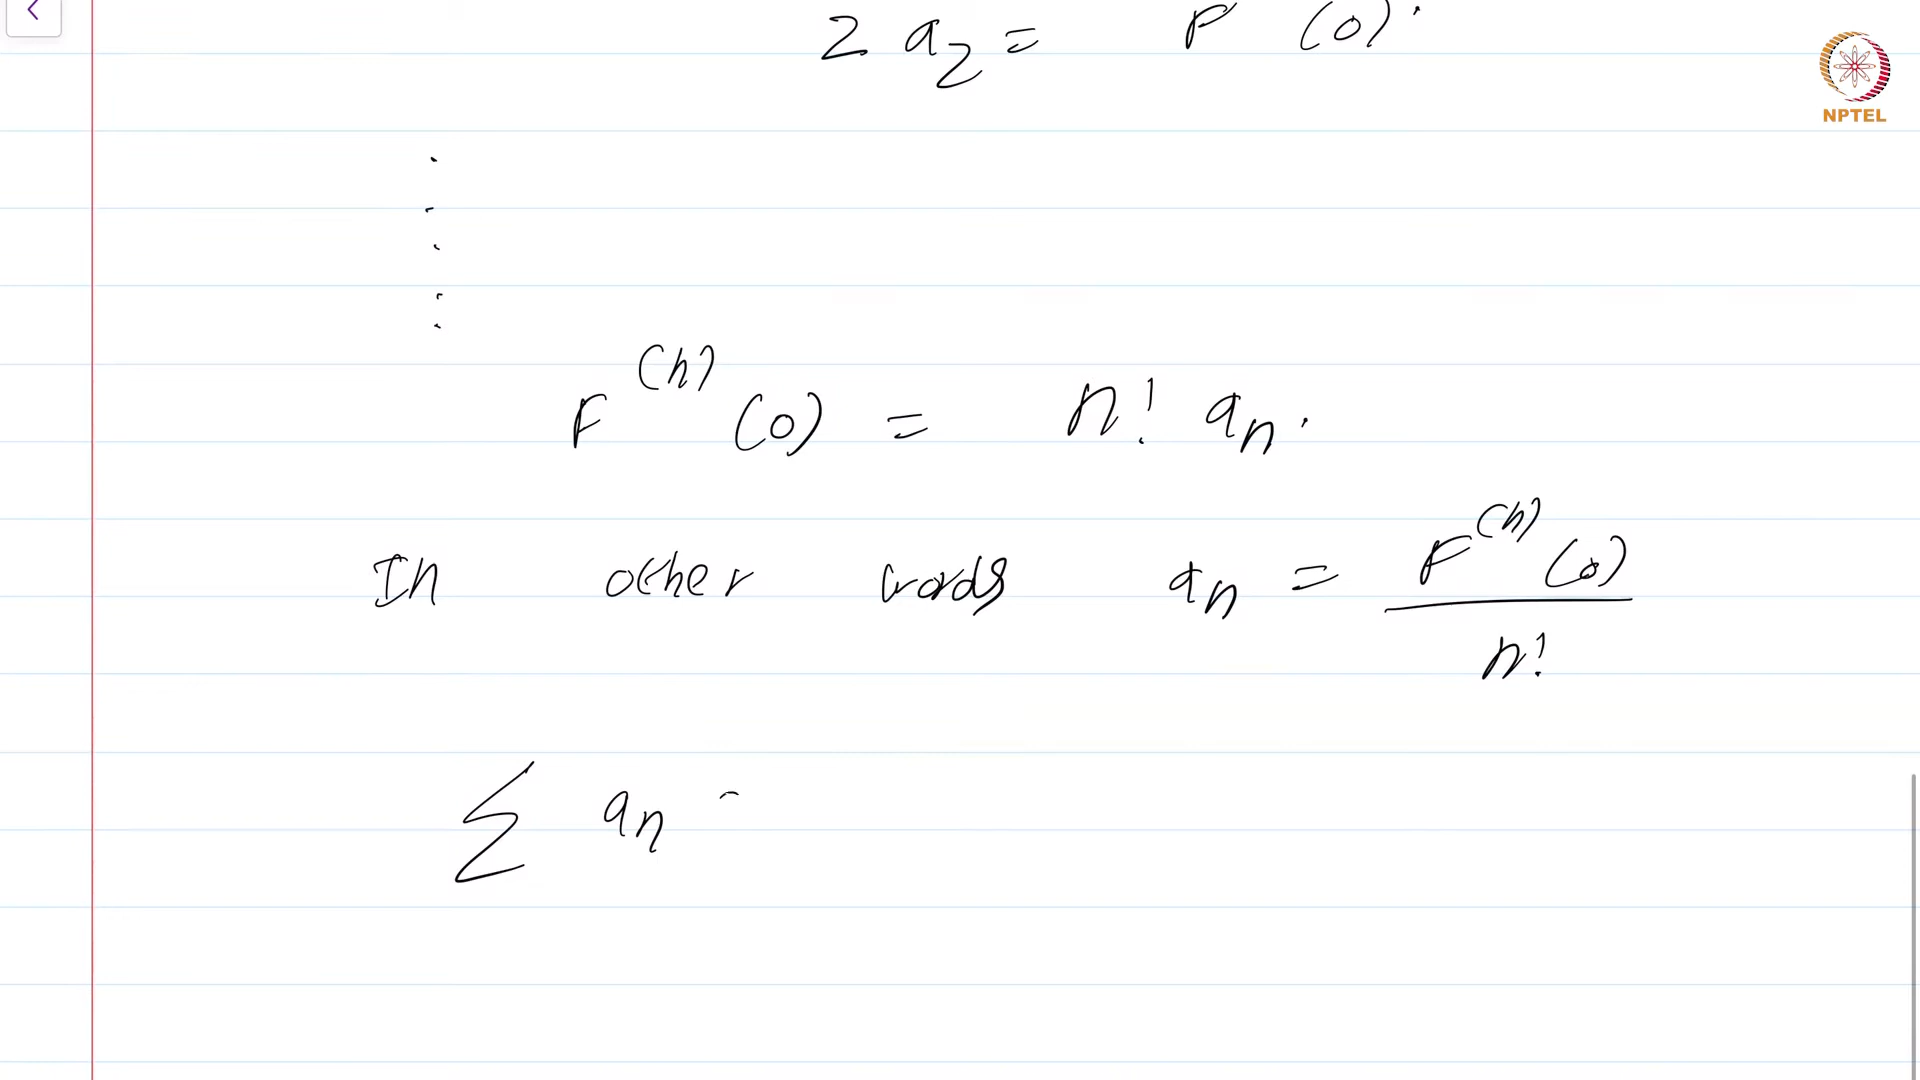 2 a₂ = F (0).
NPTEL
F⁽ⁿ⁾(0) = n! aₙ.
In other words aₙ = F⁽ⁿ⁾(0) / n!
∑ aₙ